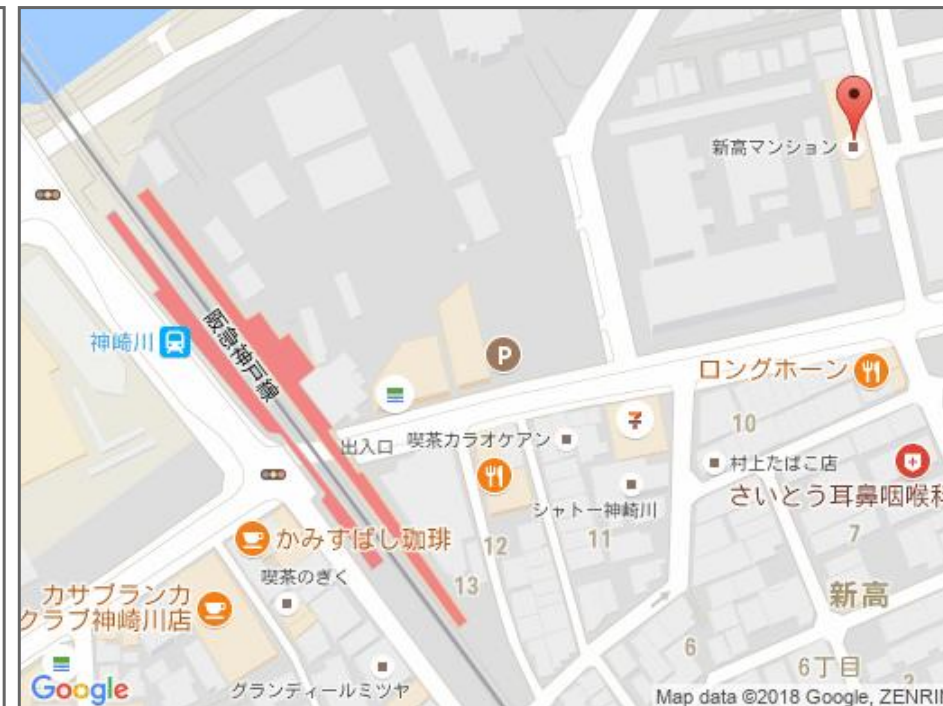 新高マンション
阪急神戸線
神崎川
P
ロングホーン
10
出入口
喫茶カラオケアン
村上たばこ店
さいとう耳鼻咽喉科
シャトー神崎川
7
かみすばし珈琲
12
11
喫茶のぎく
13
カサブランカ
クラブ神崎川店
新高
6
6丁目
Google
グランディールミツヤ
Map data ©2018 Google, ZENRIN